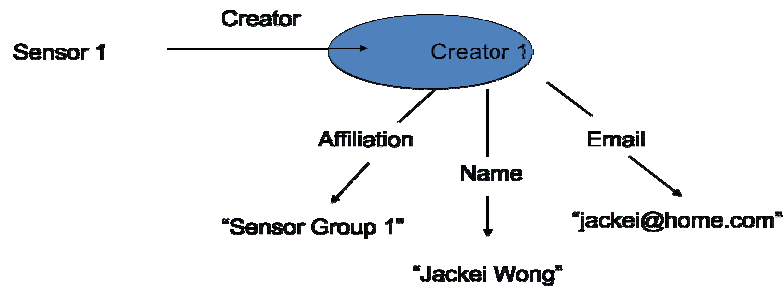 Creator
Sensor 1
Creator 1
Affiliation
Email
Name
“Sensor Group 1”
“jackei@home.com”
“Jackei Wong”